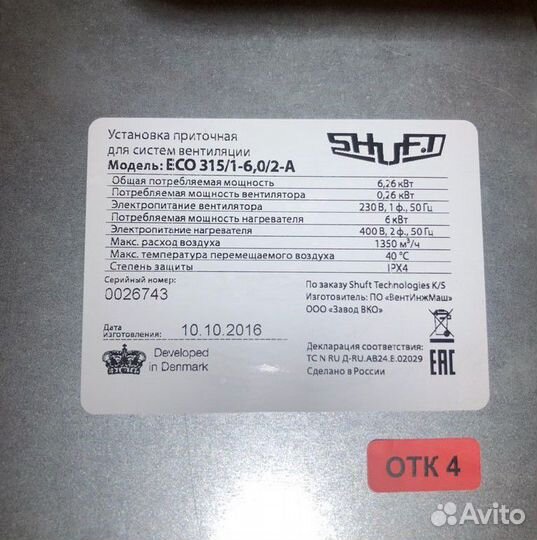 Установка приточная
для систем вентиляции
Модель: ECO 315/1-6,0/2-A
SHUFT
Общая потребляемая мощность 6,26 кВт
Потребляемая мощность вентилятора 0,26 кВт
Электропитание вентилятора 230 В, 1 ф., 50 Гц
Потребляемая мощность нагревателя 6 кВт
Электропитание нагревателя 400 В, 2 ф., 50 Гц
Макс. расход воздуха 1350 м³/ч
Макс. температура перемещаемого воздуха 40 °C
Степень защиты IPX4
Серийный номер:
0026743
По заказу Shuft Technologies K/S
Изготовитель: ПО «ВентИнжМаш»
ООО «Завод ВКО»
Дата
изготовления: 10.10.2016
Developed
in Denmark
Декларация соответствия:
ТС N RU Д-RU.АВ24.В.02029
Сделано в России
EAC
ОТК 4
Avito